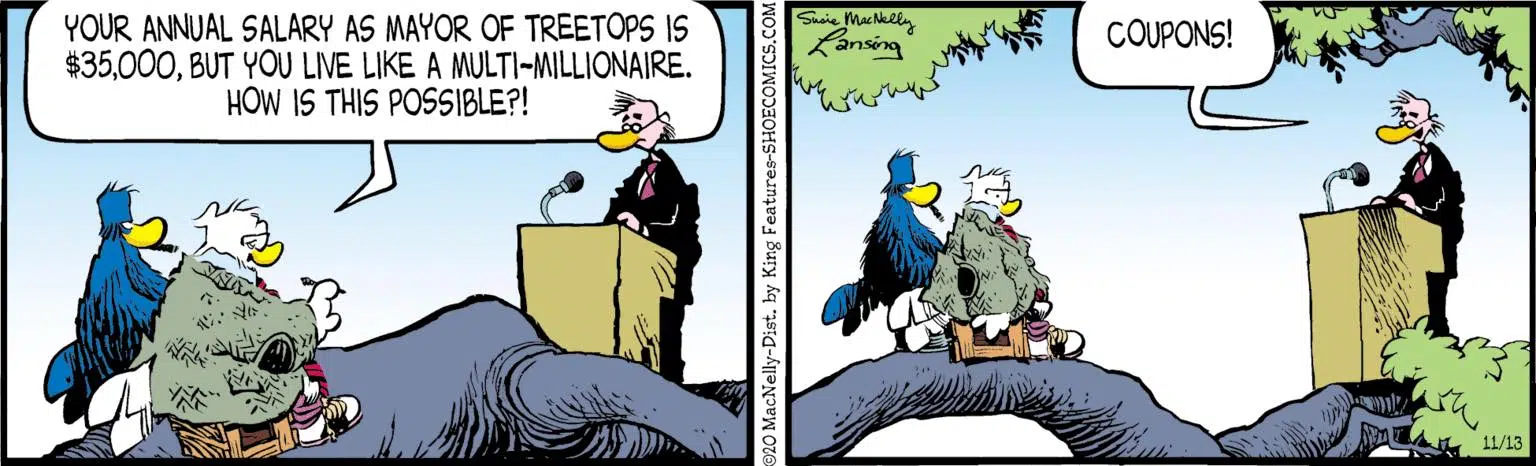 YOUR ANNUAL SALARY AS MAYOR OF TREETOPS IS
$35,000, BUT YOU LIVE LIKE A MULTI-MILLIONAIRE.
HOW IS THIS POSSIBLE?!
©20 MacNelly-Dist. by King Features-SHOECOMICS.COM
Susie MacNelly
Lansing
COUPONS!
11/13